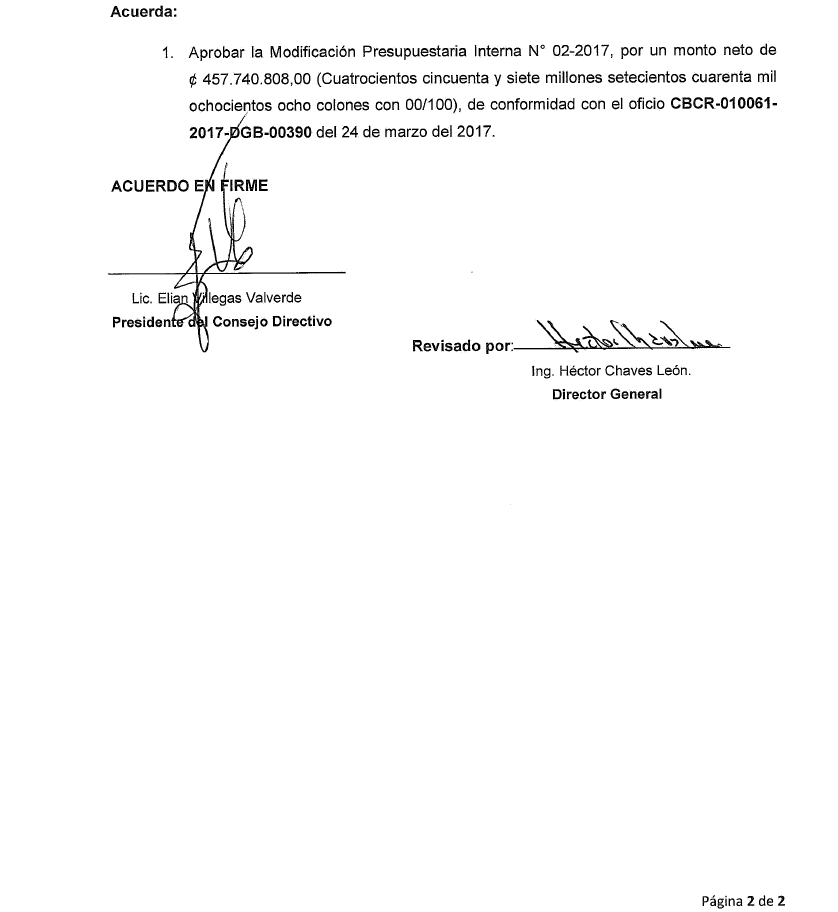 Acuerda:
1. Aprobar la Modificación Presupuestaria Interna N° 02-2017, por un monto neto de
¢ 457.740.808,00 (Cuatrocientos cincuenta y siete millones setecientos cuarenta mil
ochocientos ocho colones con 00/100), de conformidad con el oficio CBCR-010061-
2017-DGB-00390 del 24 de marzo del 2017.
ACUERDO EN FIRME
Lic. Elian Villegas Valverde
Presidente del Consejo Directivo
Revisado por:
Ing. Héctor Chaves León.
Director General
Página 2 de 2